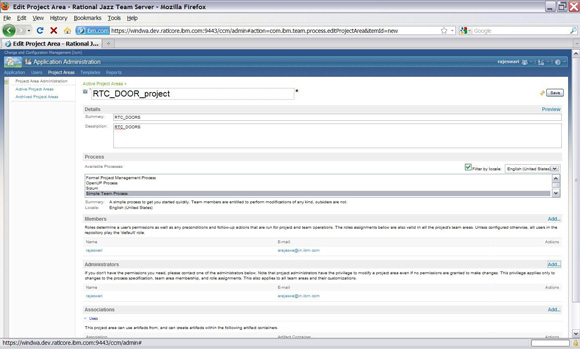 Edit Project Area - Rational Jazz Team Server - Mozilla Firefox
File Edit View History Bookmarks Tools Help
ibm.com https://windwa.dev.ratlcore.ibm.com:9443/ccm/admin#action=com.ibm.team.process.editProjectArea&itemId=new
Edit Project Area - Rational J...
Change and Configuration Management (/ccm)
Application Administration
rajeswari
Application Users Project Areas Templates Reports
Project Area Administration
Active Project Areas
Archived Project Areas
Active Project Areas
RTC_DOOR_project *
Save
Details
Preview
Summary: RTC_DOORS
Description: RTC_DOORS
Process
Available Processes:
Filter by locale: English (United States)
Formal Project Management Process
OpenUP Process
Scrum
Simple Team Process
Summary: A simple process to get you started quickly. Team members are entitled to perform modifications of any kind, outsiders are not.
Locale: English (United States)
Members
Add...
Roles determine a user's permissions as well as any preconditions and follow-up actions that are run for project and team operations. The roles assignments below are also valid in all the project's team areas. Unless configured otherwise, all users in the repository play the 'default' role.
Name E-mail Actions
rajeswari
Administrators
Add...
If you don't have the permissions you need, please contact one of the administrators below. Note that project administrators have the privilege to modify a project area even if no permissions are granted to make changes. This privilege applies only to changes to the process specification, team area membership, and role assignments. This also applies to all team areas and their customizations.
Name E-mail Actions
rajeswari
Associations
Add...
Uses
This project area can use artifacts from, and can create artifacts within the following artifact containers.
Association Artifact Container Actions
https://windwa.dev.ratlcore.ibm.com:9443/ccm/admin#